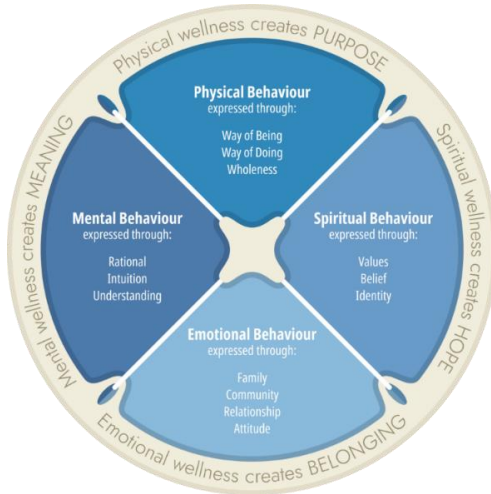 Physical wellness creates PURPOSE
Physical Behaviour
expressed through:
Way of Being
Way of Doing
Wholeness
Mental wellness creates MEANING
Mental Behaviour
expressed through:
Rational
Intuition
Understanding
Spiritual Behaviour
expressed through:
Values
Belief
Identity
Spiritual wellness creates HOPE
Emotional Behaviour
expressed through:
Family
Community
Relationship
Attitude
Emotional wellness creates BELONGING